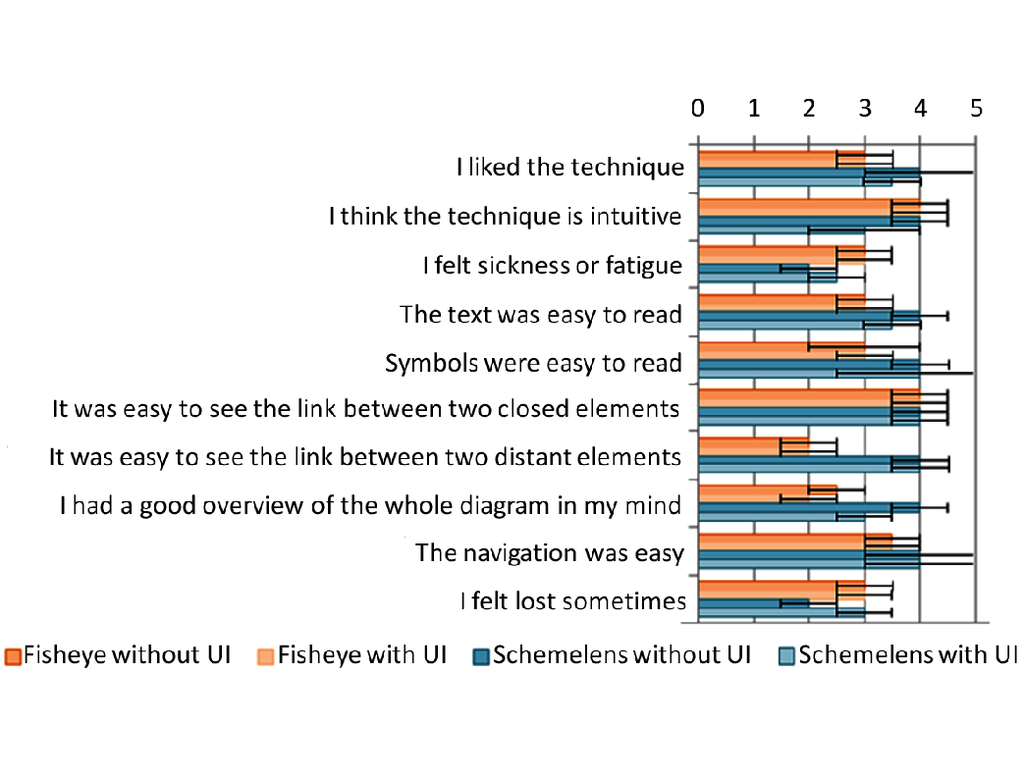 0 1 2 3 4 5
I liked the technique
I think the technique is intuitive
I felt sickness or fatigue
The text was easy to read
Symbols were easy to read
It was easy to see the link between two closed elements
It was easy to see the link between two distant elements
I had a good overview of the whole diagram in my mind
The navigation was easy
I felt lost sometimes
Fisheye without UI Fisheye with UI Schemelens without UI Schemelens with UI